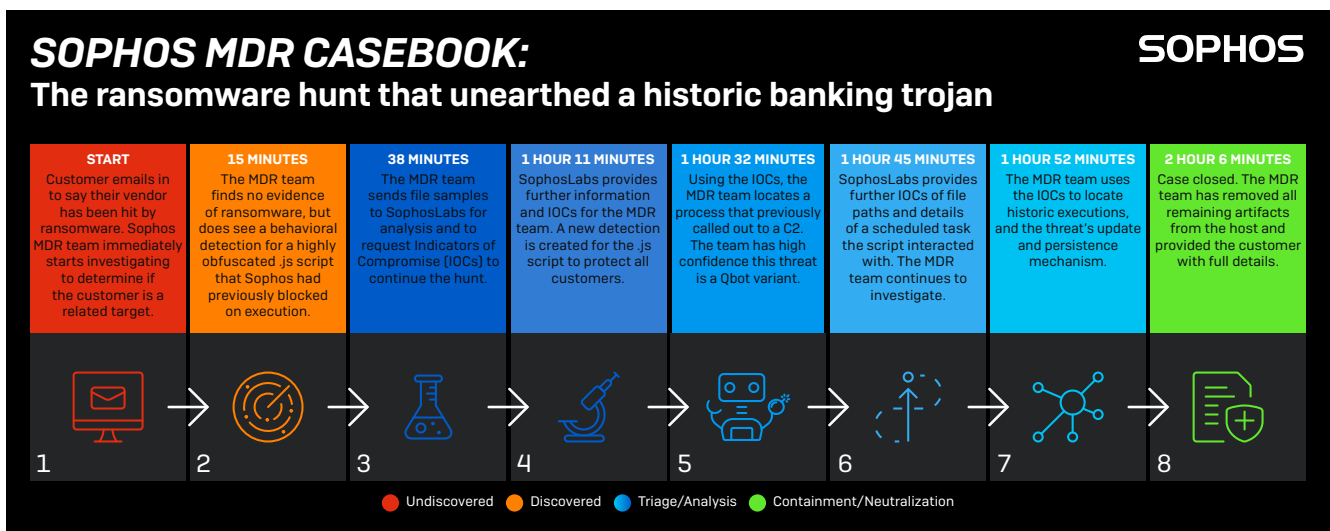 SOPHOS MDR CASEBOOK:
SOPHOS
The ransomware hunt that unearthed a historic banking trojan
START
Customer emails in
to say their vendor
has been hit by
ransomware. Sophos
MDR team immediately
starts investigating
to determine if
the customer is a
related target.
15 MINUTES
The MDR team
finds no evidence
of ransomware, but
does see a behavioral
detection for a highly
obfuscated .js script
that Sophos had
previously blocked
on execution.
38 MINUTES
The MDR team
sends file samples
to SophosLabs for
analysis and to
request Indicators of
Compromise (IOCs) to
continue the hunt.
1 HOUR 11 MINUTES
SophosLabs provides
further information
and IOCs for the MDR
team. A new detection
is created for the .js
script to protect all
customers.
1 HOUR 32 MINUTES
Using the IOCs, the
MDR team locates a
process that previously
called out to a C2.
The team has high
confidence this threat
is a Qbot variant.
1 HOUR 45 MINUTES
SophosLabs provides
further IOCs of file
paths and details
of a scheduled task
the script interacted
with. The MDR
team continues to
investigate.
1 HOUR 52 MINUTES
The MDR team uses
the IOCs to locate
historic executions,
and the threat's update
and persistence
mechanism.
2 HOUR 6 MINUTES
Case closed. The MDR
team has removed all
remaining artifacts
from the host and
provided the customer
with full details.
1
2
3
4
5
6
7
8
Undiscovered
Discovered
Triage/Analysis
Containment/Neutralization